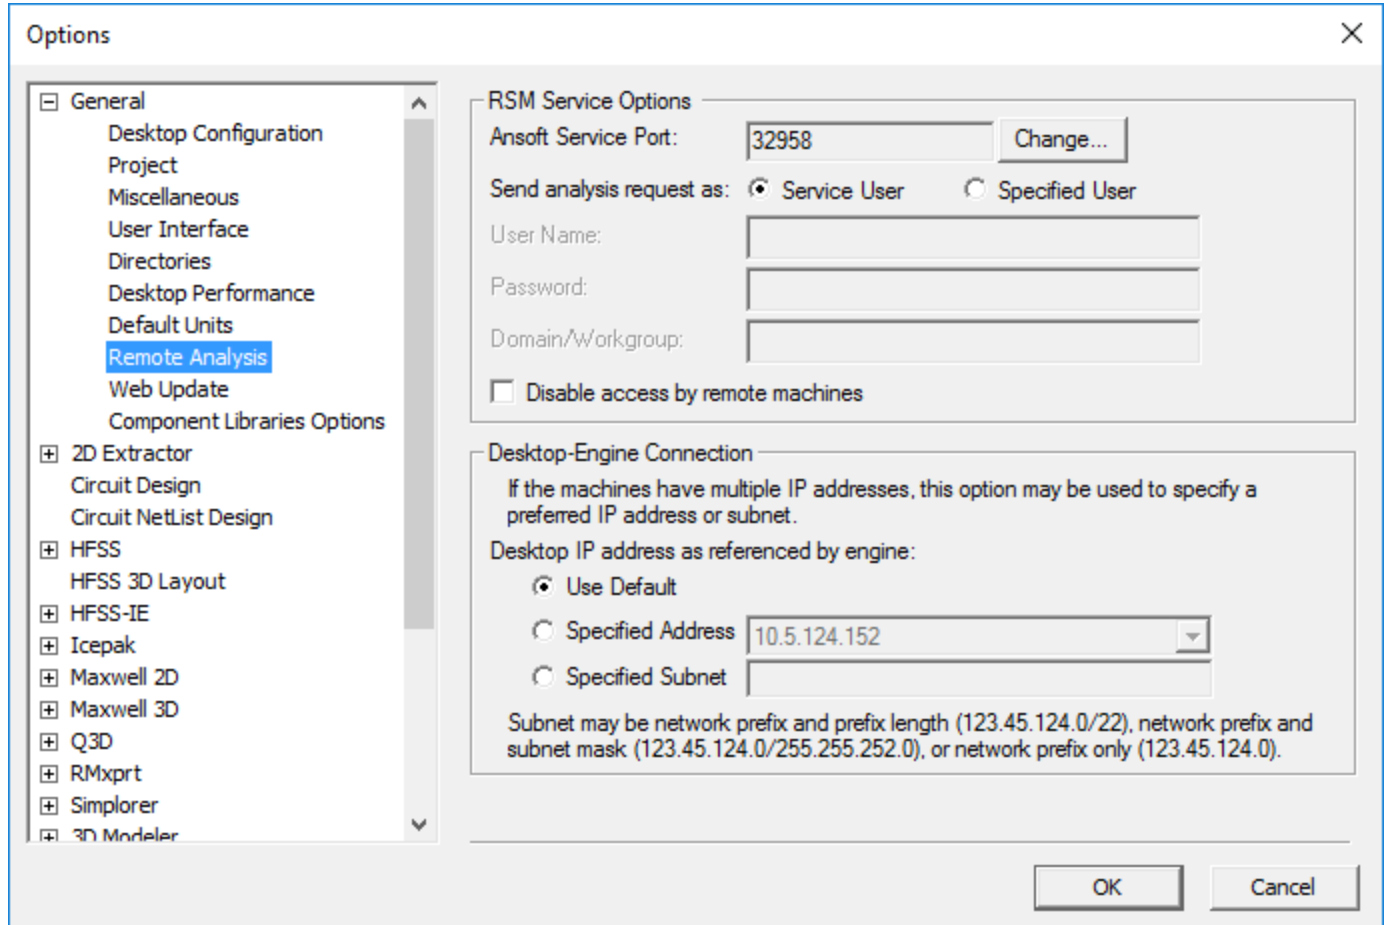 Options
General
Desktop Configuration
Project
Miscellaneous
User Interface
Directories
Desktop Performance
Default Units
Remote Analysis
Web Update
Component Libraries Options
2D Extractor
Circuit Design
Circuit NetList Design
HFSS
HFSS 3D Layout
HFSS-IE
Icepak
Maxwell 2D
Maxwell 3D
Q3D
RMxprt
Simplorer
3D Modeler
RSM Service Options
Ansoft Service Port: 32958 Change...
Send analysis request as: Service User Specified User
User Name:
Password:
Domain/Workgroup:
Disable access by remote machines
Desktop-Engine Connection
If the machines have multiple IP addresses, this option may be used to specify a
preferred IP address or subnet.
Desktop IP address as referenced by engine:
Use Default
Specified Address 10.5.124.152
Specified Subnet
Subnet may be network prefix and prefix length (123.45.124.0/22), network prefix and
subnet mask (123.45.124.0/255.255.252.0), or network prefix only (123.45.124.0).
OK Cancel